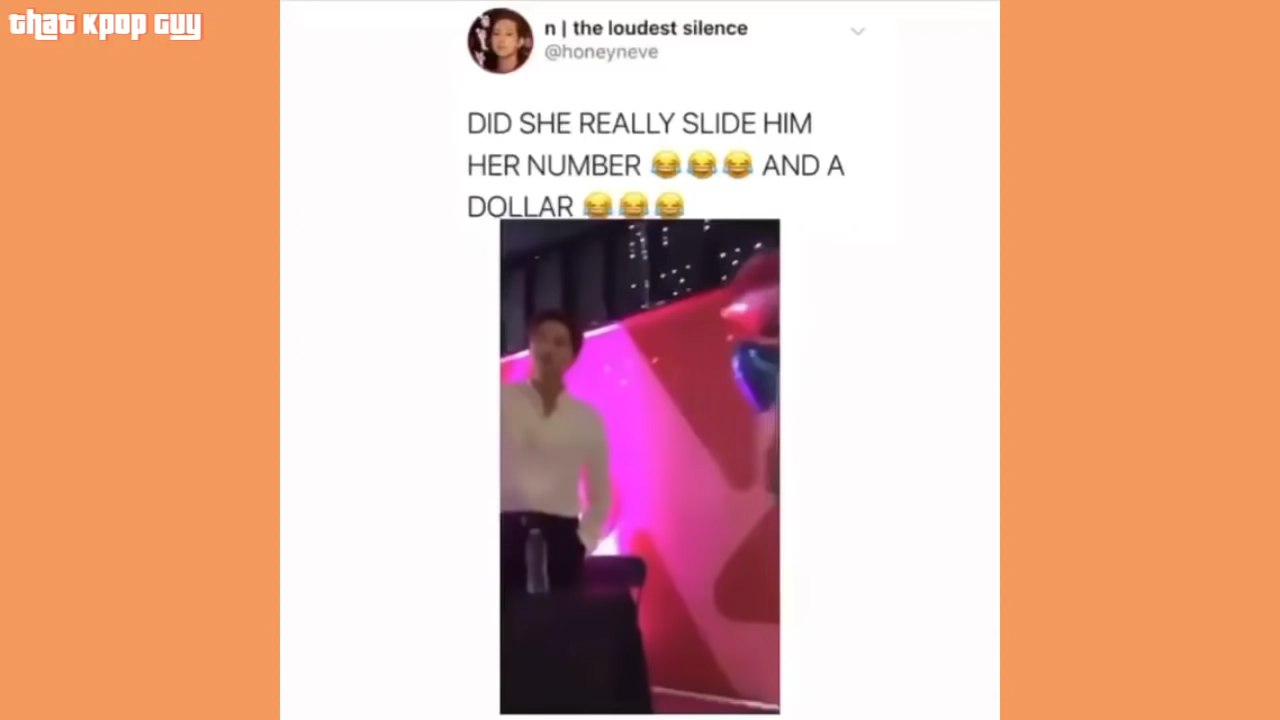 that kpop guy
n | the loudest silence
@honeyneve
DID SHE REALLY SLIDE HIM
HER NUMBER 😂😂😂 AND A
DOLLAR 😂😂😂